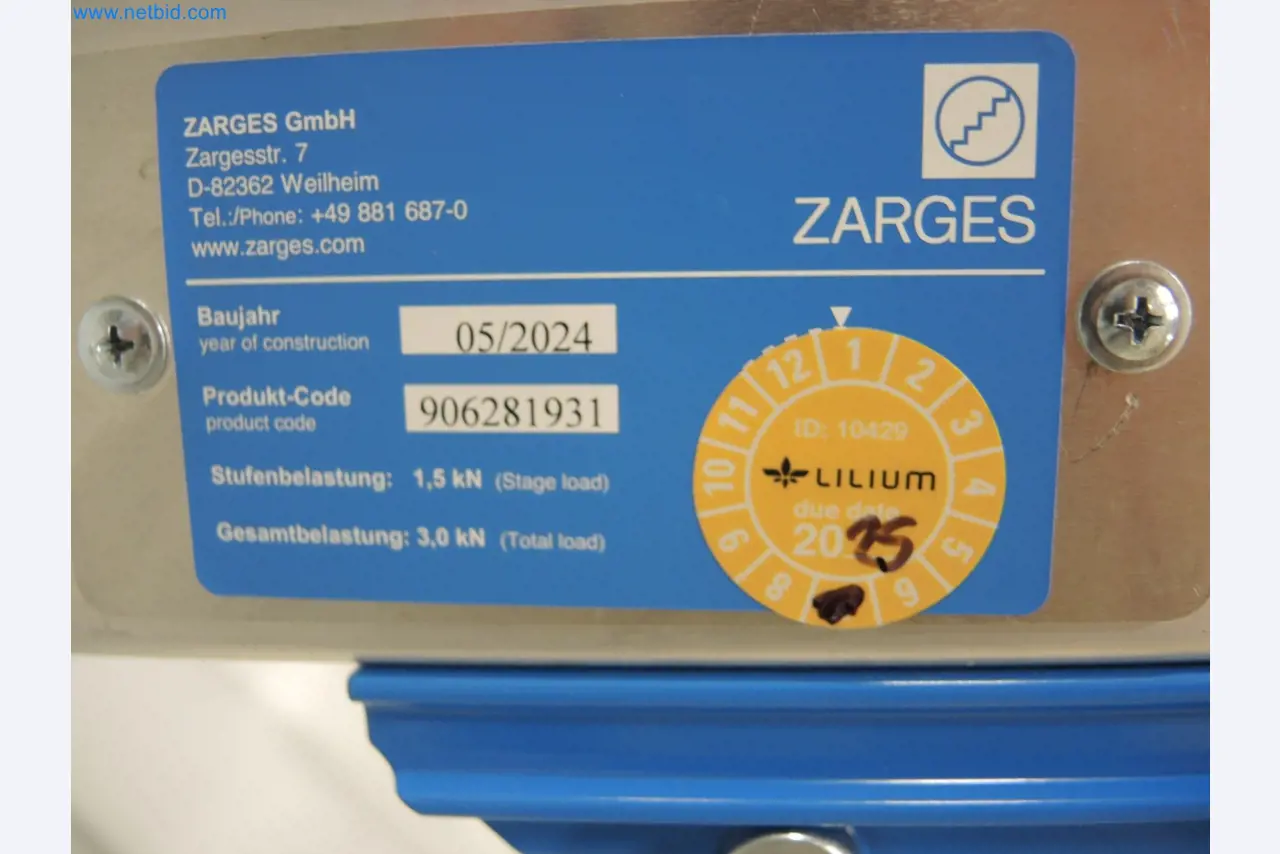 www.netbid.com
ZARGES GmbH
Zargesstr. 7
D-82362 Weilheim
Tel.:/Phone: +49 881 687-0
www.zarges.com
ZARGES
Baujahr
year of construction
05/2024
Produkt-Code
product code
906281931
Stufenbelastung: 1,5 kN (Stage load)
Gesamtbelastung: 3,0 kN (Total load)
1 2 3 4 5 6 8 9 10 11 12
ID: 10429
LILIUM
due date
2025